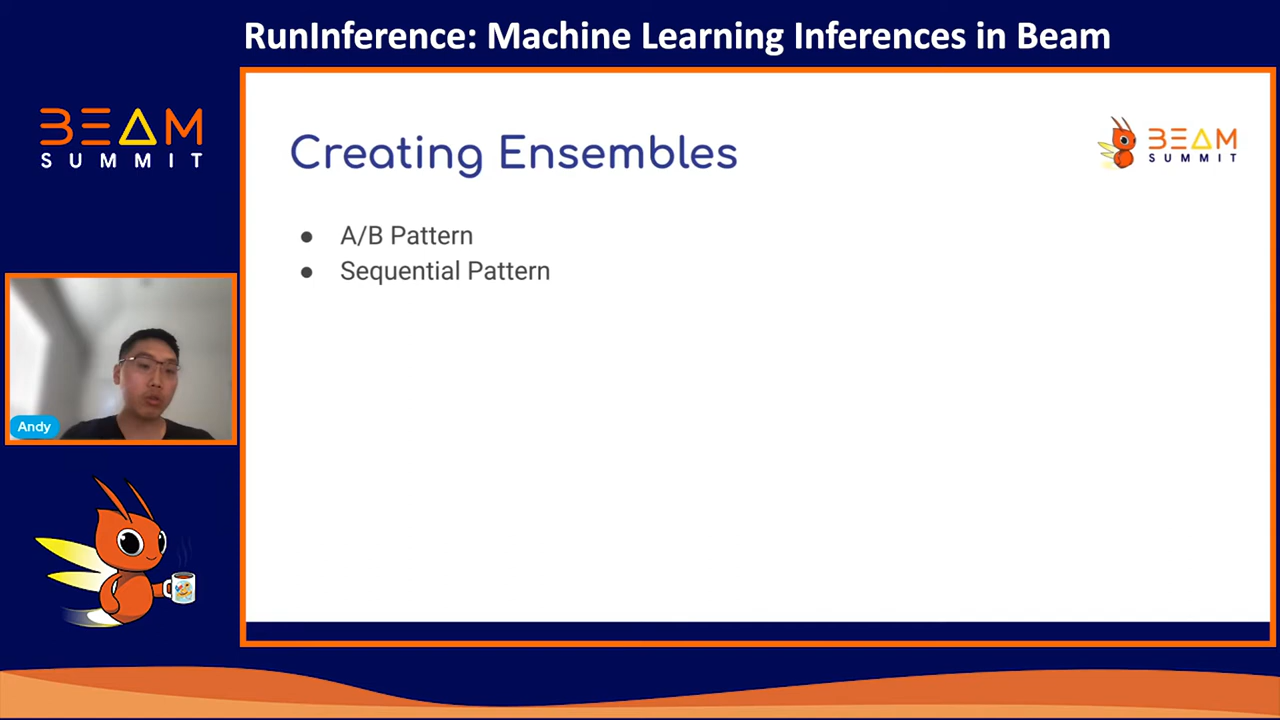 RunInference: Machine Learning Inferences in Beam
BEAM
SUMMIT
Creating Ensembles
BEAM
SUMMIT
● A/B Pattern
● Sequential Pattern
Andy